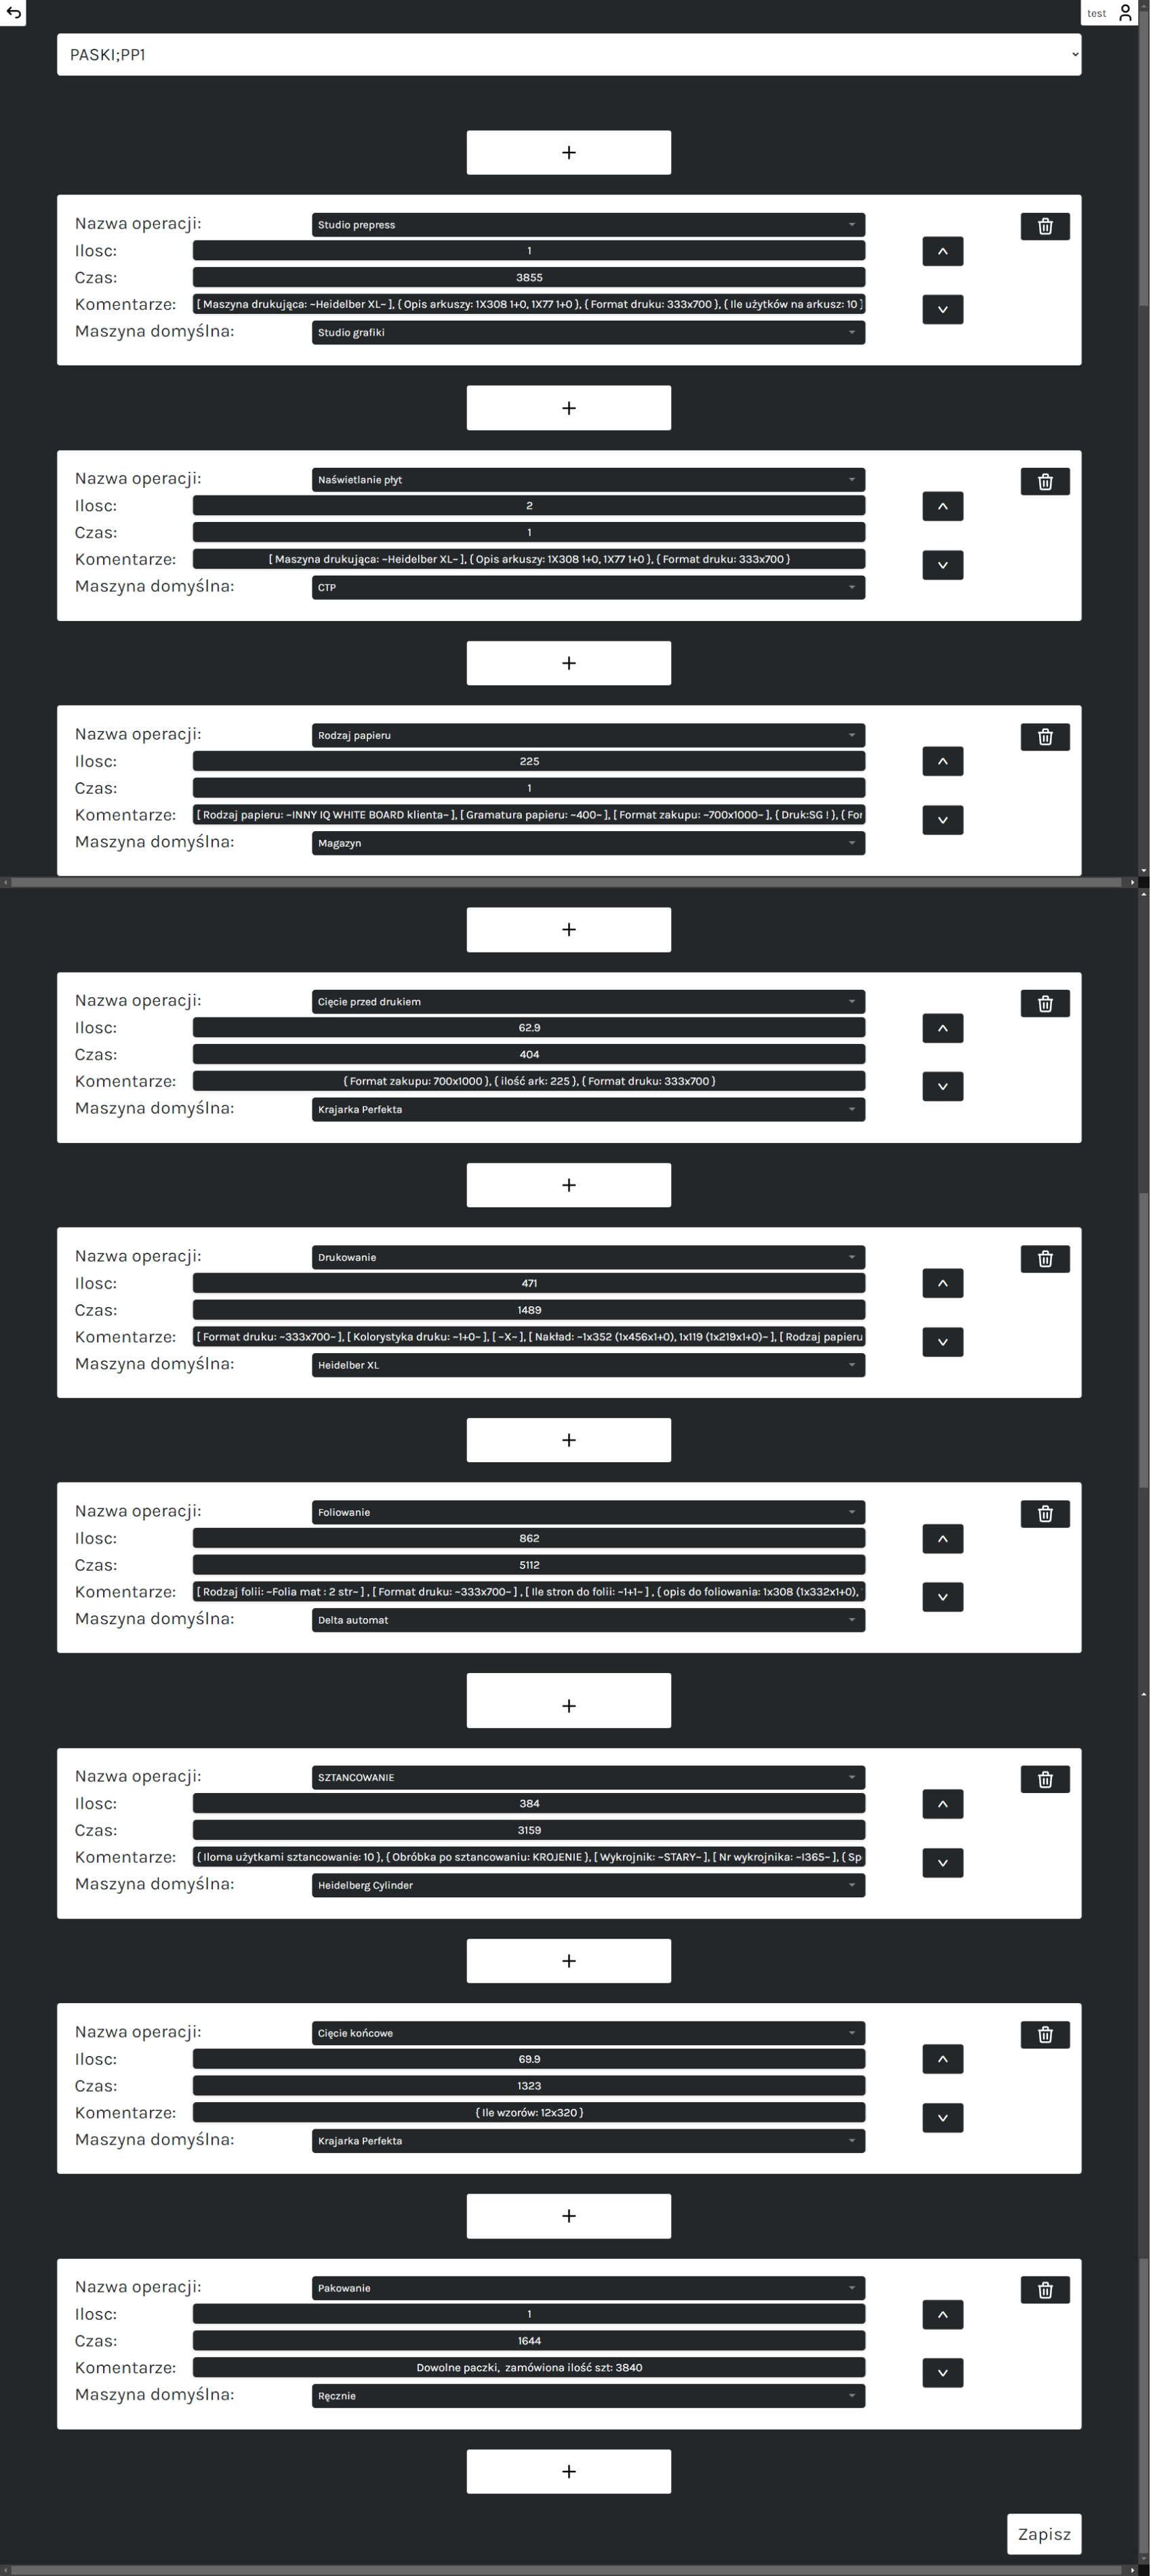 test
PASKI;PP1
+
Nazwa operacji: Studio prepress
Ilosc: 1
Czas: 3855
Komentarze: [ Maszyna drukująca: ~Heidelber XL~ ], { Opis arkuszy: 1X308 1+0, 1X77 1+0 }, { Format druku: 333x700 }, { Ile użytków na arkusz: 10 }
Maszyna domyślna: Studio grafiki
+
Nazwa operacji: Naświetlanie płyt
Ilosc: 2
Czas: 1
Komentarze: [ Maszyna drukująca: ~Heidelber XL~ ], { Opis arkuszy: 1X308 1+0, 1X77 1+0 }, { Format druku: 333x700 }
Maszyna domyślna: CTP
+
Nazwa operacji: Rodzaj papieru
Ilosc: 225
Czas: 1
Komentarze: [ Rodzaj papieru: ~INNY IQ WHITE BOARD klienta~ ], [ Gramatura papieru: ~400~ ], [ Format zakupu: ~700x1000~ ], { Druk:SG ! }, { For
Maszyna domyślna: Magazyn
+
Nazwa operacji: Cięcie przed drukiem
Ilosc: 62.9
Czas: 404
Komentarze: { Format zakupu: 700x1000 }, { ilość ark: 225 }, { Format druku: 333x700 }
Maszyna domyślna: Krajarka Perfekta
+
Nazwa operacji: Drukowanie
Ilosc: 471
Czas: 1489
Komentarze: [ Format druku: ~333x700~ ], [ Kolorystyka druku: ~1+0~ ], [ ~X~ ], [ Nakład: ~1x352 (1x456x1+0), 1x119 (1x219x1+0)~ ], [ Rodzaj papieru
Maszyna domyślna: Heidelber XL
+
Nazwa operacji: Foliowanie
Ilosc: 862
Czas: 5112
Komentarze: [ Rodzaj folii: ~Folia mat : 2 str~ ] , [ Format druku: ~333x700~ ] , [ Ile stron do folii: ~1+1~ ] , { opis do foliowania: 1x308 (1x332x1+0),
Maszyna domyślna: Delta automat
+
Nazwa operacji: SZTANCOWANIE
Ilosc: 384
Czas: 3159
Komentarze: { Iloma użytkami sztancowanie: 10 }, { Obróbka po sztancowaniu: KROJENIE }, [ Wykrojnik: ~STARY~ ], [ Nr wykrojnika: ~I365~ ], { Sp
Maszyna domyślna: Heidelberg Cylinder
+
Nazwa operacji: Cięcie końcowe
Ilosc: 69.9
Czas: 1323
Komentarze: { Ile wzorów: 12x320 }
Maszyna domyślna: Krajarka Perfekta
+
Nazwa operacji: Pakowanie
Ilosc: 1
Czas: 1644
Komentarze: Dowolne paczki, zamówiona ilość szt: 3840
Maszyna domyślna: Ręcznie
+
Zapisz